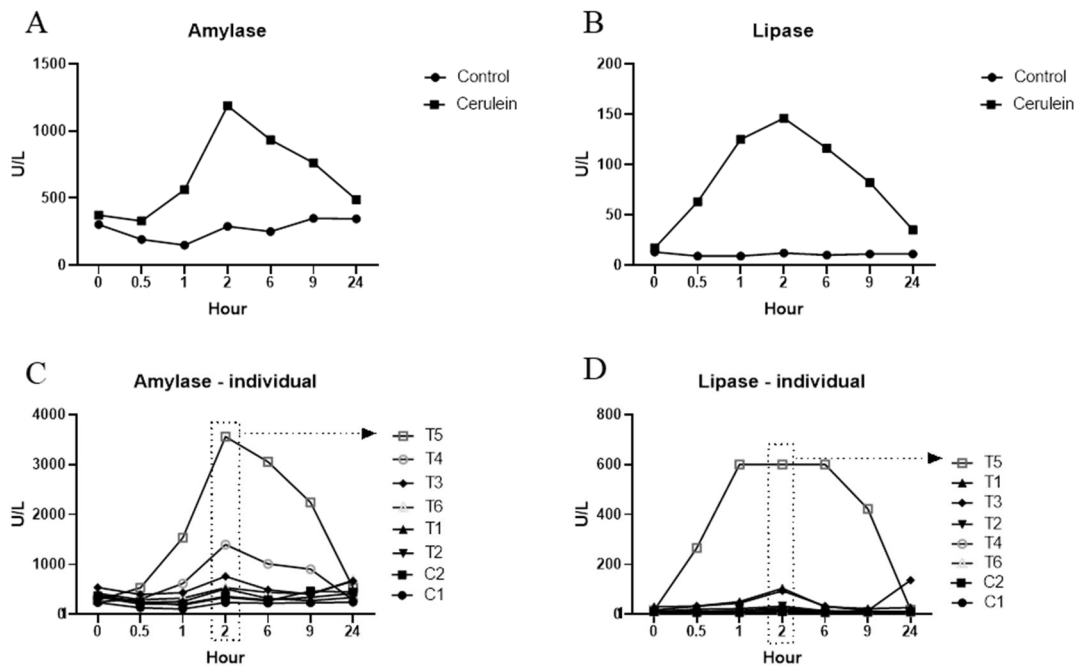 A
Amylase
1500
1000
500
0
U/L
0 0.5 1 2 6 9 24
Hour
Control
Cerulein
B
Lipase
200
150
100
50
0
U/L
0 0.5 1 2 6 9 24
Hour
Control
Cerulein
C
Amylase - individual
4000
3000
2000
1000
0
U/L
0 0.5 1 2 6 9 24
Hour
T5
T4
T3
T6
T1
T2
C2
C1
D
Lipase - individual
800
600
400
200
0
U/L
0 0.5 1 2 6 9 24
Hour
T5
T1
T3
T2
T4
T6
C2
C1